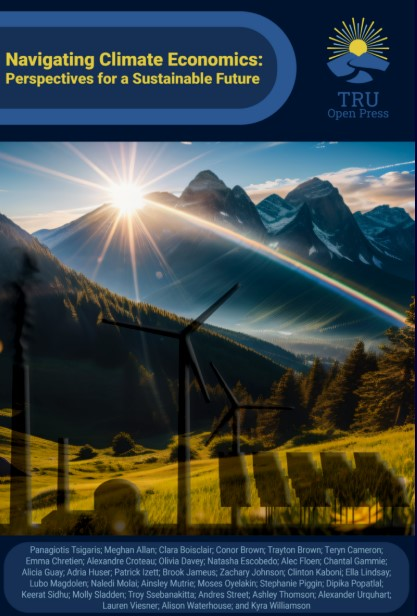 Navigating Climate Economics:
Perspectives for a Sustainable Future
TRU
Open Press
Panagiotis Tsigaris; Meghan Allan; Clara Boisclair; Conor Brown; Trayton Brown; Teryn Cameron;
Emma Chretien; Alexandre Croteau; Olivia Davey; Natasha Escobedo; Alec Floen; Chantal Gammie;
Alicia Guay; Adria Huser; Patrick Izett; Brook Jameus; Zachary Johnson; Clinton Kaboni; Ella Lindsay;
Lubo Magdolen; Naledi Molai; Ainsley Mutrie; Moses Oyelakin; Stephanie Piggin; Dipika Popatlal;
Keerat Sidhu; Molly Sladden; Troy Ssebanakitta; Andres Street; Ashley Thomson; Alexander Urquhart;
Lauren Viesner; Alison Waterhouse; and Kyra Williamson